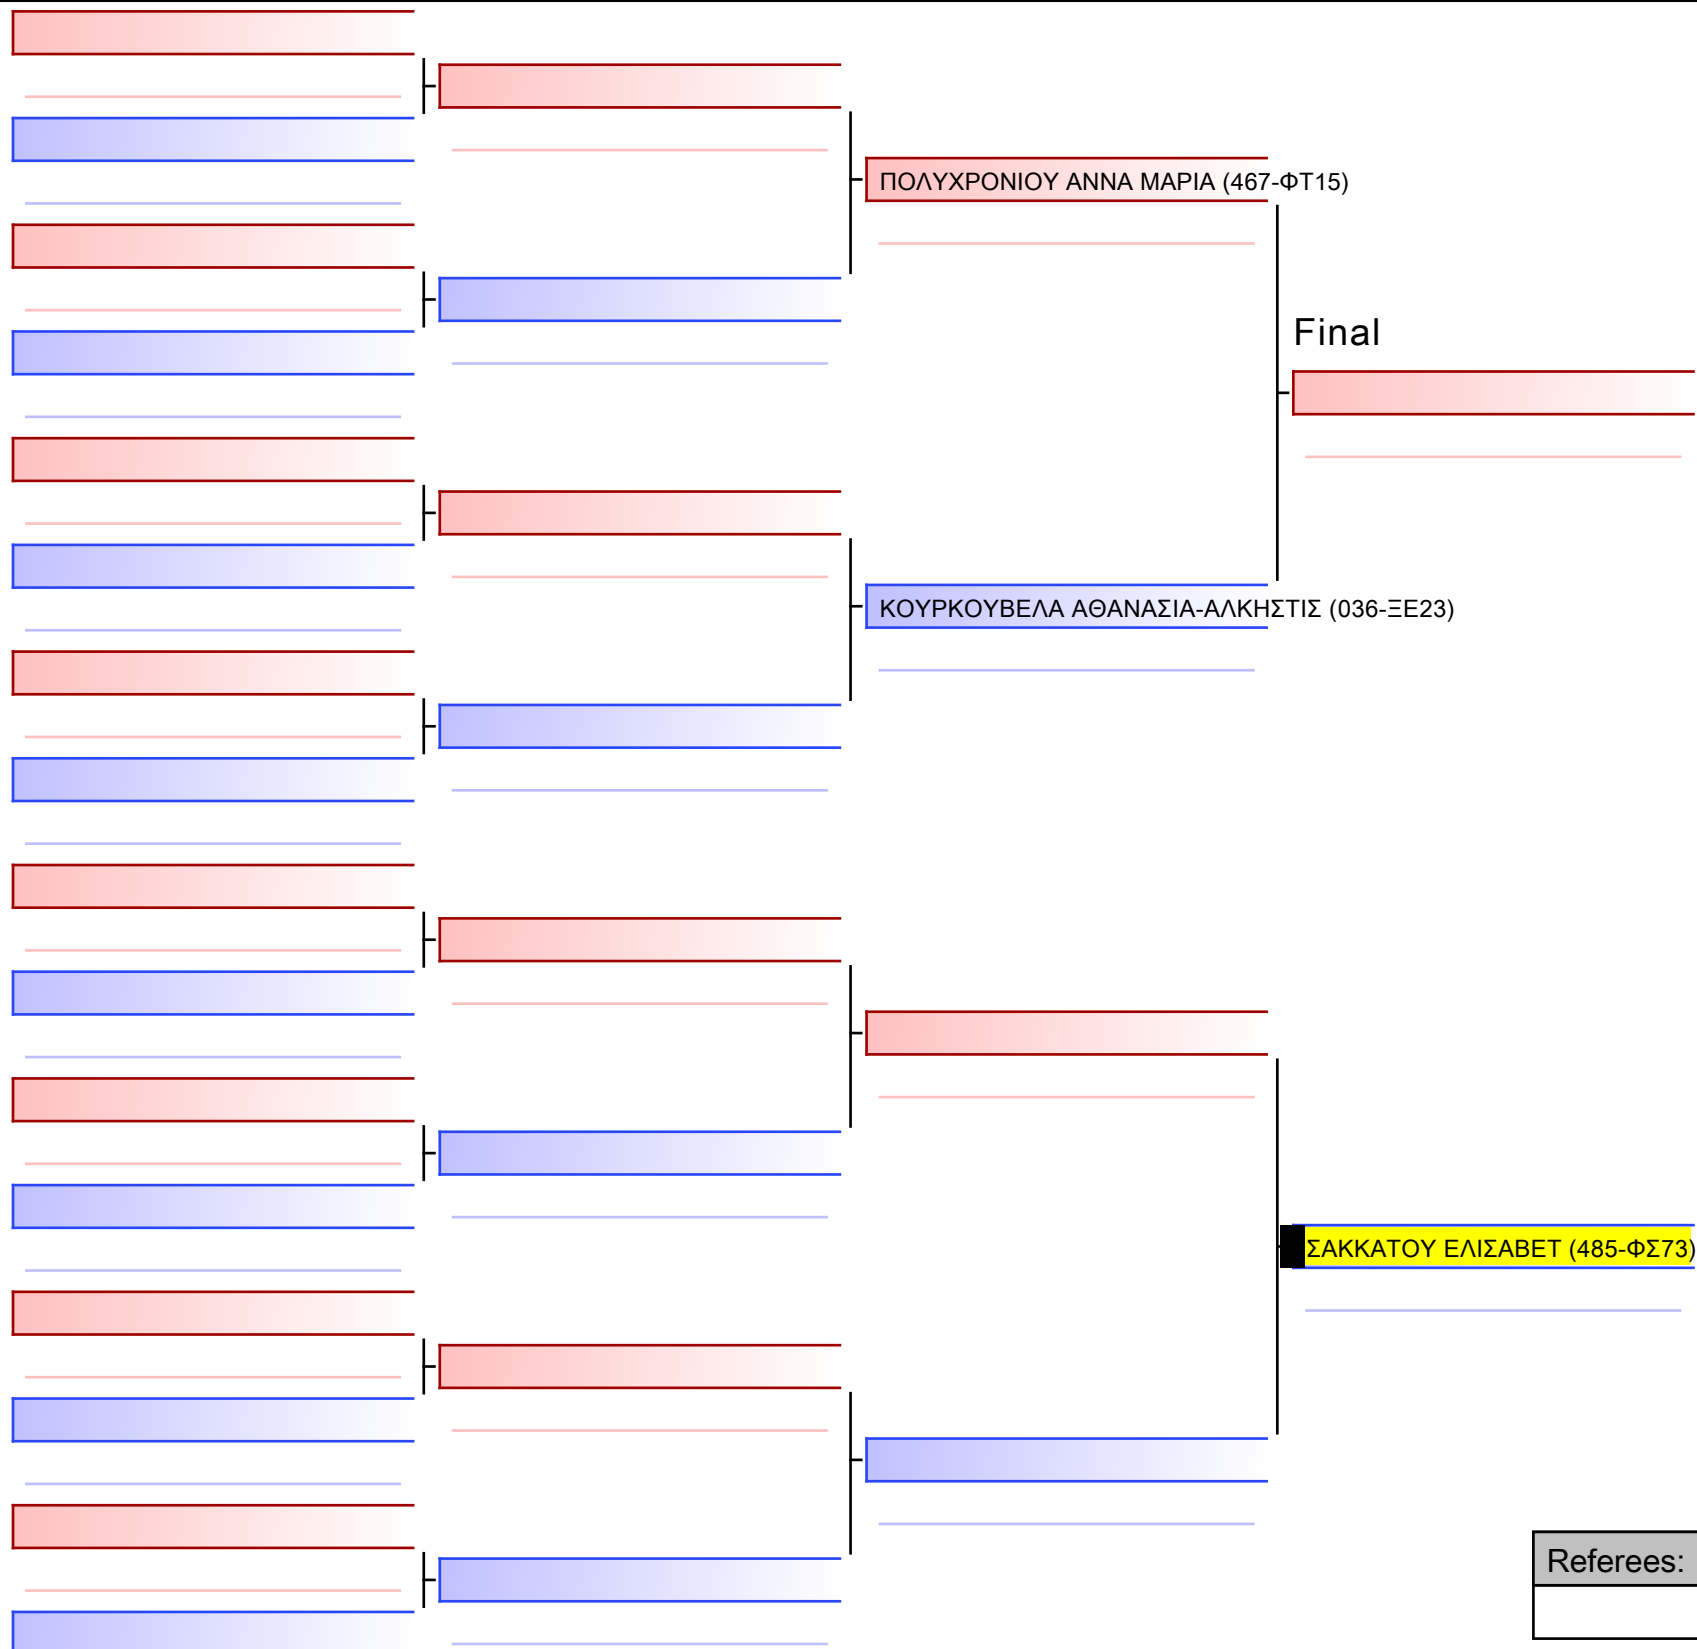 ΠΟΛΥΧΡΟΝΙΟΥ ΑΝΝΑ ΜΑΡΙΑ (467-ΦΤ15)
Final
ΚΟΥΡΚΟΥΒΕΛΑ ΑΘΑΝΑΣΙΑ-ΑΛΚΗΣΤΙΣ (036-ΞΕ23)
ΣΑΚΚΑΤΟΥ ΕΛΙΣΑΒΕΤ (485-ΦΣ73)
Referees: